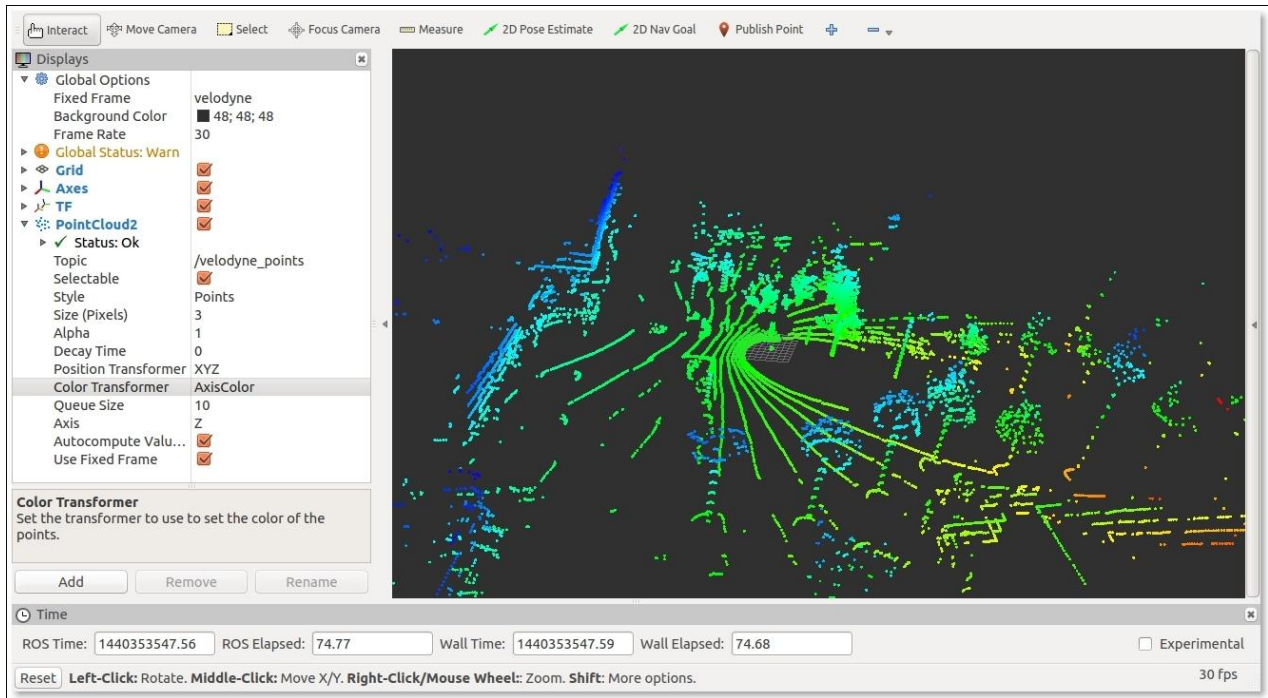 Interact Move Camera Select Focus Camera Measure 2D Pose Estimate 2D Nav Goal Publish Point
Displays
Global Options
Fixed Frame velodyne
Background Color 48; 48; 48
Frame Rate 30
Global Status: Warn
Grid
Axes
TF
PointCloud2
Status: Ok
Topic /velodyne_points
Selectable
Style Points
Size (Pixels) 3
Alpha 1
Decay Time 0
Position Transformer XYZ
Color Transformer AxisColor
Queue Size 10
Axis Z
Autocompute Valu...
Use Fixed Frame
Color Transformer
Set the transformer to use to set the color of the
points.
Add Remove Rename
Time
ROS Time: 1440353547.56 ROS Elapsed: 74.77 Wall Time: 1440353547.59 Wall Elapsed: 74.68 Experimental
Reset Left-Click: Rotate. Middle-Click: Move X/Y. Right-Click/Mouse Wheel:: Zoom. Shift: More options. 30 fps